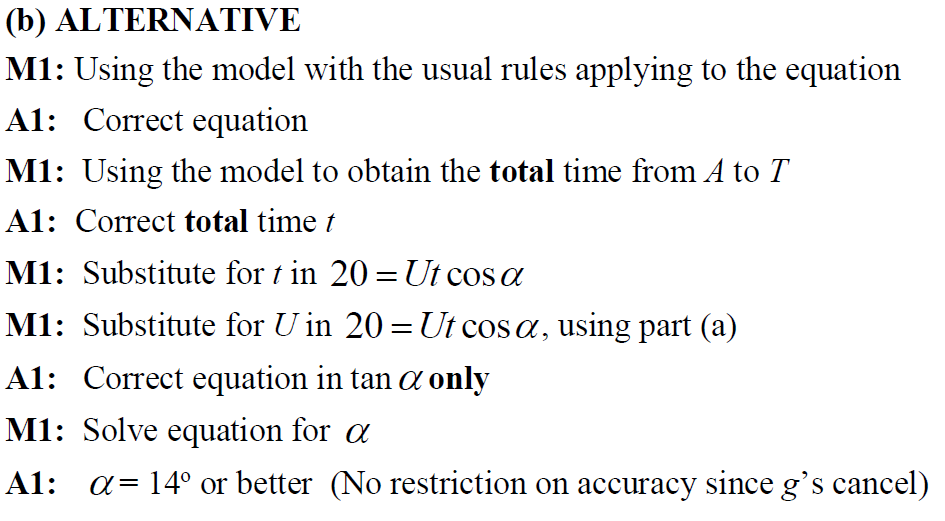 (b) ALTERNATIVE
M1: Using the model with the usual rules applying to the equation
A1: Correct equation
M1: Using the model to obtain the total time from A to T
A1: Correct total time t
M1: Substitute for t in 20 = Ut cos α
M1: Substitute for U in 20 = Ut cos α, using part (a)
A1: Correct equation in tan α only
M1: Solve equation for α
A1: α = 14° or better (No restriction on accuracy since g’s cancel)